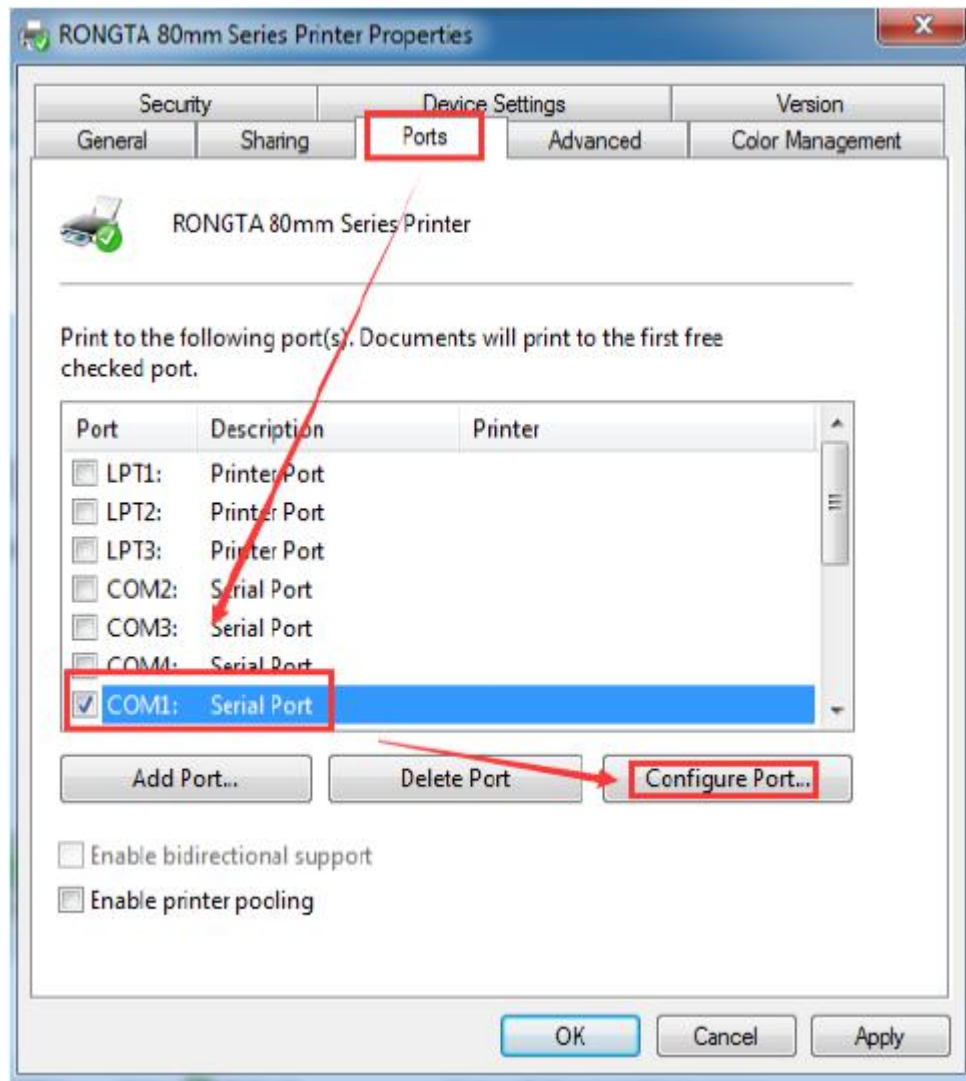 RONGTA 80mm Series Printer Properties
Security Device Settings Version
General Sharing Ports Advanced Color Management
RONGTA 80mm Series Printer
Print to the following port(s). Documents will print to the first free
checked port.
Port Description Printer
LPT1: Printer Port
LPT2: Printer Port
LPT3: Printer Port
COM2: Serial Port
COM3: Serial Port
COM4: Serial Port
COM1: Serial Port
Add Port... Delete Port Configure Port...
Enable bidirectional support
Enable printer pooling
OK Cancel Apply